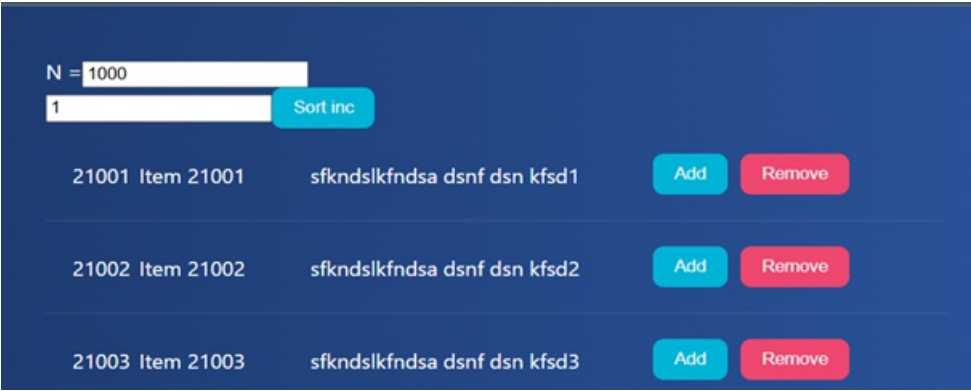 N = 1000
1 Sort inc
21001 Item 21001 sfkndslkfndsa dsnf dsn kfsd1 Add Remove
21002 Item 21002 sfkndslkfndsa dsnf dsn kfsd2 Add Remove
21003 Item 21003 sfkndslkfndsa dsnf dsn kfsd3 Add Remove